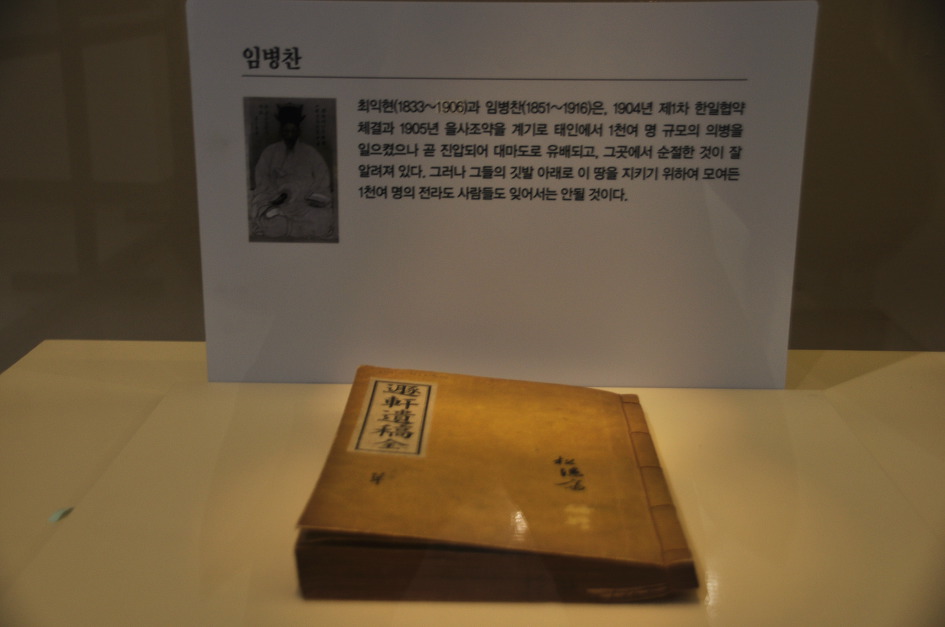 임병찬
최익현(1833~1906)과 임병찬(1851~1916)은, 1904년 제1차 한일협약
체결과 1905년 을사조약을 계기로 태인에서 1천여 명 규모의 의병을
일으켰으나 곧 진압되어 대마도로 유배되고, 그곳에서 순절한 것이 잘
알려져 있다. 그러나 그들의 깃발 아래로 이 땅을 지키기 위하여 모여든
1천여 명의 전라도 사람들도 잊어서는 안될 것이다.
遯軒遺稿全